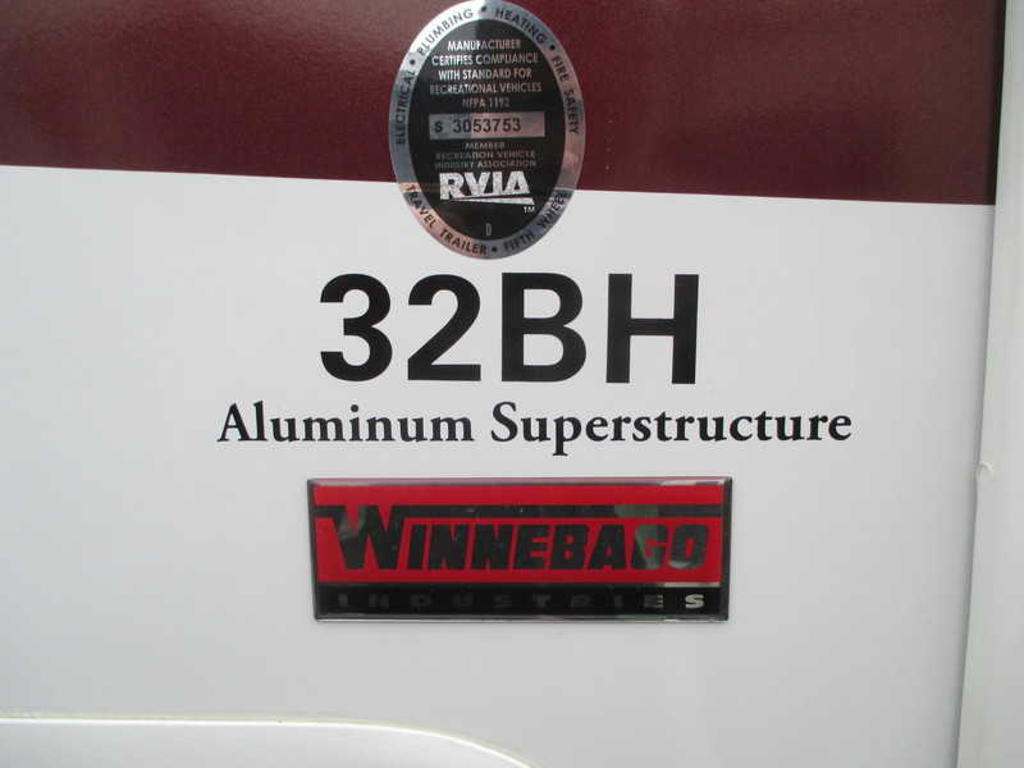 ELECTRICAL • PLUMBING • HEATING • FIRE SAFETY
MANUFACTURER
CERTIFIES COMPLIANCE
WITH STANDARD FOR
RECREATIONAL VEHICLES
NFPA 1192
S 3053753
MEMBER
RECREATION VEHICLE
INDUSTRY ASSOCIATION
RVIA
TM
D
TRAVEL TRAILER • FIFTH WHEEL
32BH
Aluminum Superstructure
WINNEBAGO
INDUSTRIES